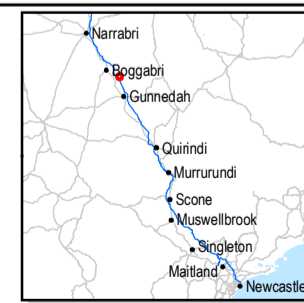 Narrabri
Boggabri
Gunnedah
Quirindi
Murrurundi
Scone
Muswellbrook
Singleton
Maitland
Newcastle